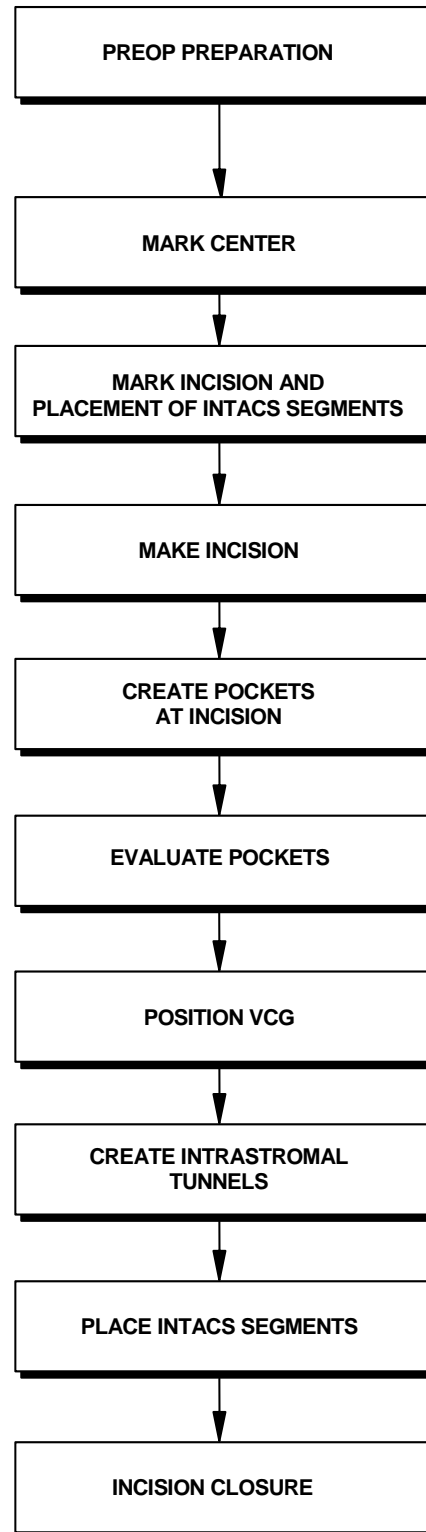 PREOP PREPARATION
MARK CENTER
MARK INCISION AND
PLACEMENT OF INTACS SEGMENTS
MAKE INCISION
CREATE POCKETS
AT INCISION
EVALUATE POCKETS
POSITION VCG
CREATE INTRASTROMAL
TUNNELS
PLACE INTACS SEGMENTS
INCISION CLOSURE